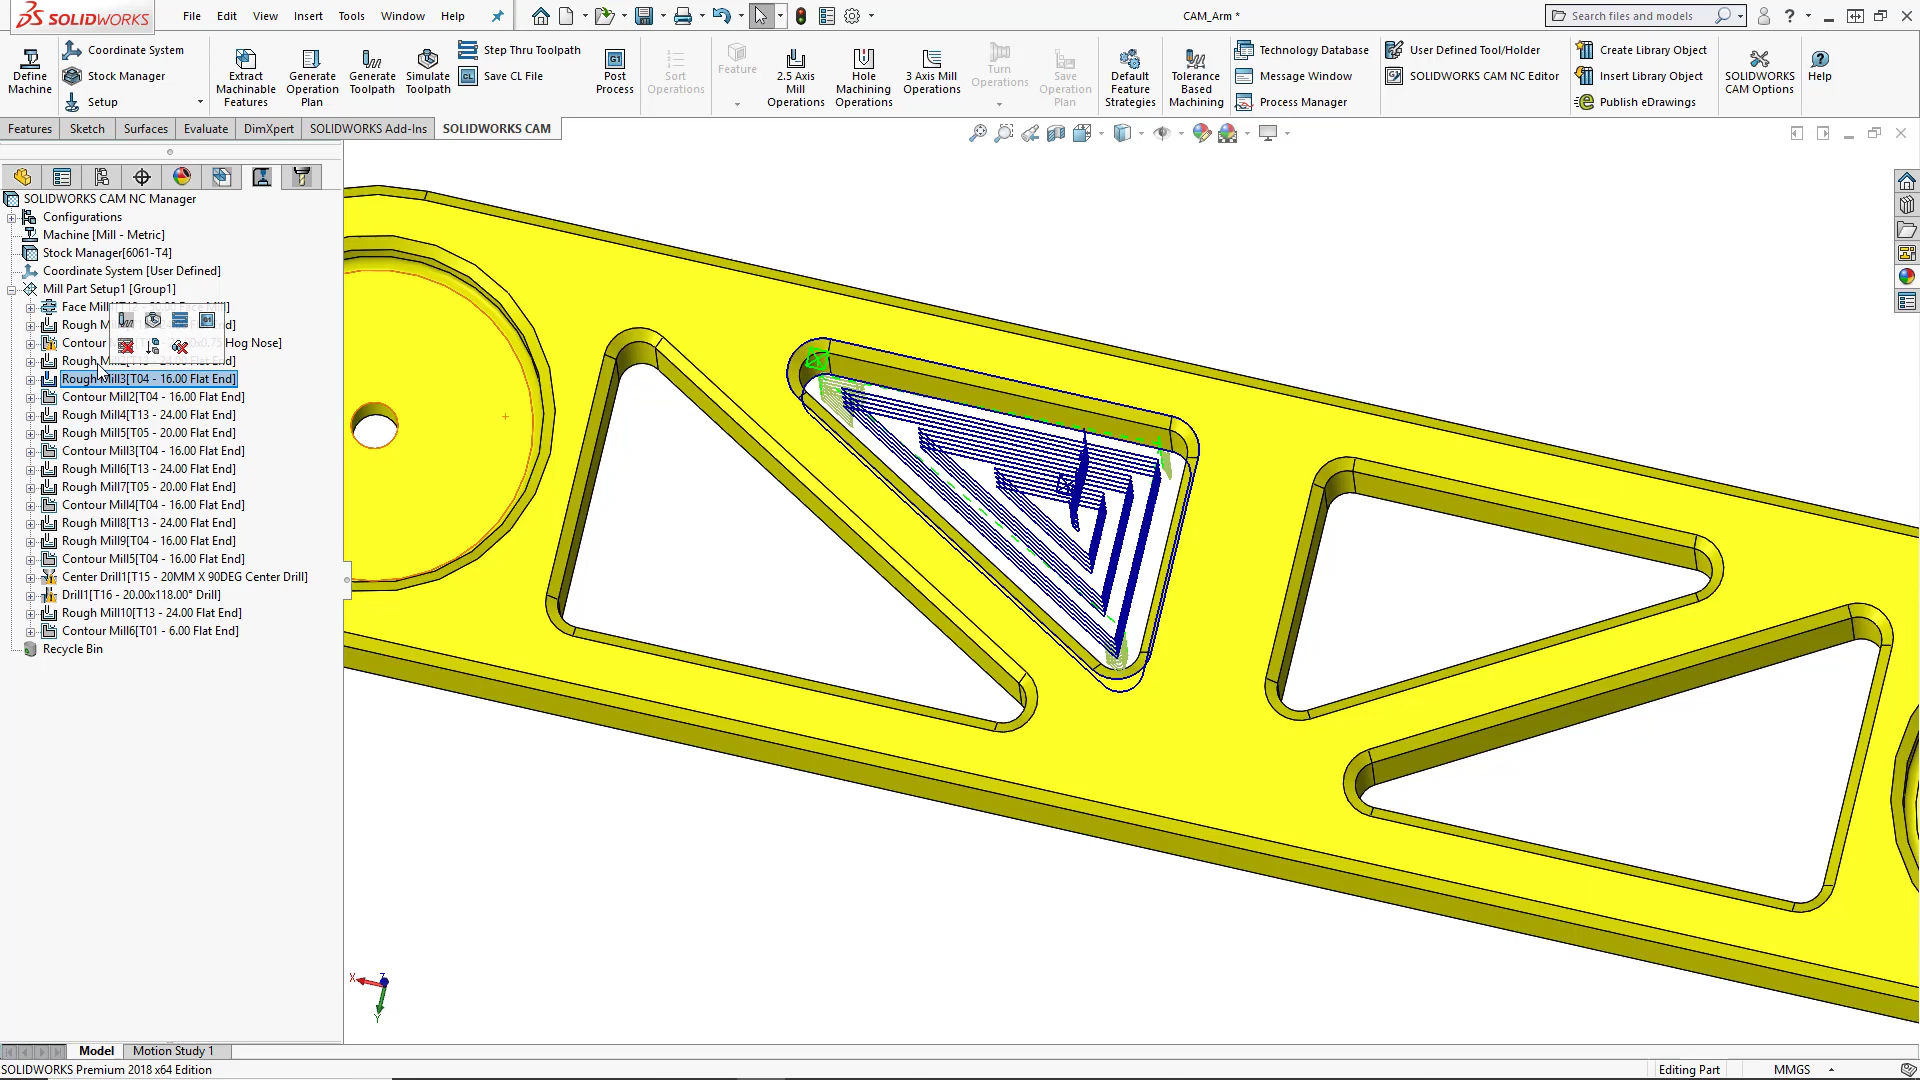 SOLIDWORKS
File Edit View Insert Tools Window Help
CAM_Arm *
Search files and models
Define Machine
Coordinate System
Stock Manager
Setup
Extract Machinable Features
Generate Operation Plan
Generate Toolpath
Simulate Toolpath
Step Thru Toolpath
Save CL File
Post Process
Sort Operations
Feature
2.5 Axis Mill Operations
Hole Machining Operations
3 Axis Mill Operations
Turn Operations
Save Operation Plan
Default Feature Strategies
Tolerance Based Machining
Technology Database
Message Window
Process Manager
User Defined Tool/Holder
SOLIDWORKS CAM NC Editor
Create Library Object
Insert Library Object
Publish eDrawings
SOLIDWORKS CAM Options
Help
Features Sketch Surfaces Evaluate DimXpert SOLIDWORKS Add-Ins SOLIDWORKS CAM
SOLIDWORKS CAM NC Manager
Configurations
Machine [Mill - Metric]
Stock Manager[6061-T4]
Coordinate System [User Defined]
Mill Part Setup1 [Group1]
Face Mill
Rough
Contour Hog Nose]
Rough
Rough Mill3[T04 - 16.00 Flat End]
Contour Mill2[T04 - 16.00 Flat End]
Rough Mill4[T13 - 24.00 Flat End]
Rough Mill5[T05 - 20.00 Flat End]
Contour Mill3[T04 - 16.00 Flat End]
Rough Mill6[T13 - 24.00 Flat End]
Rough Mill7[T05 - 20.00 Flat End]
Contour Mill4[T04 - 16.00 Flat End]
Rough Mill8[T13 - 24.00 Flat End]
Rough Mill9[T04 - 16.00 Flat End]
Contour Mill5[T04 - 16.00 Flat End]
Center Drill1[T15 - 20MM X 90DEG Center Drill]
Drill1[T16 - 20.00x118.00° Drill]
Rough Mill10[T13 - 24.00 Flat End]
Contour Mill6[T01 - 6.00 Flat End]
Recycle Bin
X Z
Y
Model Motion Study 1
SOLIDWORKS Premium 2018 x64 Edition
Editing Part MMGS